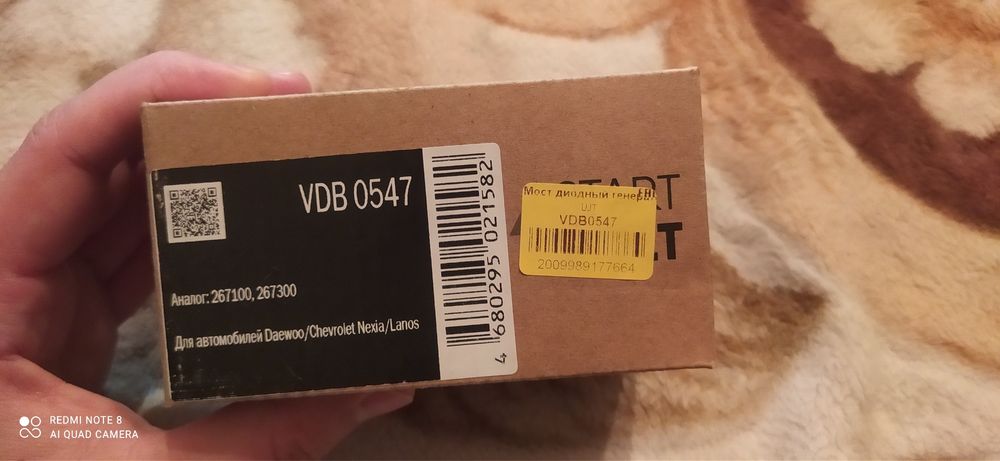 VDB 0547
Аналог: 267100, 267300
Для автомобилей Daewoo/Chevrolet Nexia/Lanos
4 680295 021582
START
Мост диодный генера
ШТ
VDB0547
2009989177664
REDMI NOTE 8
AI QUAD CAMERA